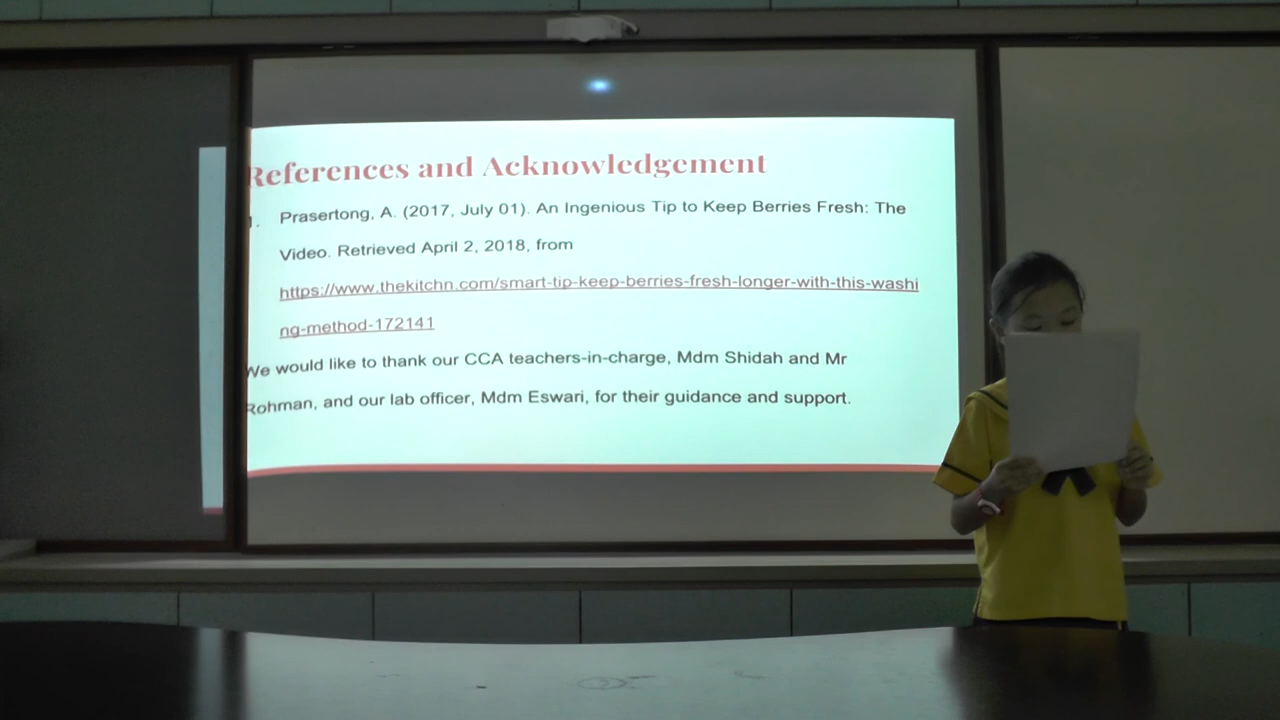 References and Acknowledgement
1. Prasertong, A. (2017, July 01). An Ingenious Tip to Keep Berries Fresh: The
Video. Retrieved April 2, 2018, from
https://www.thekitchn.com/smart-tip-keep-berries-fresh-longer-with-this-washi
ng-method-172141
We would like to thank our CCA teachers-in-charge, Mdm Shidah and Mr
Rohman, and our lab officer, Mdm Eswari, for their guidance and support.